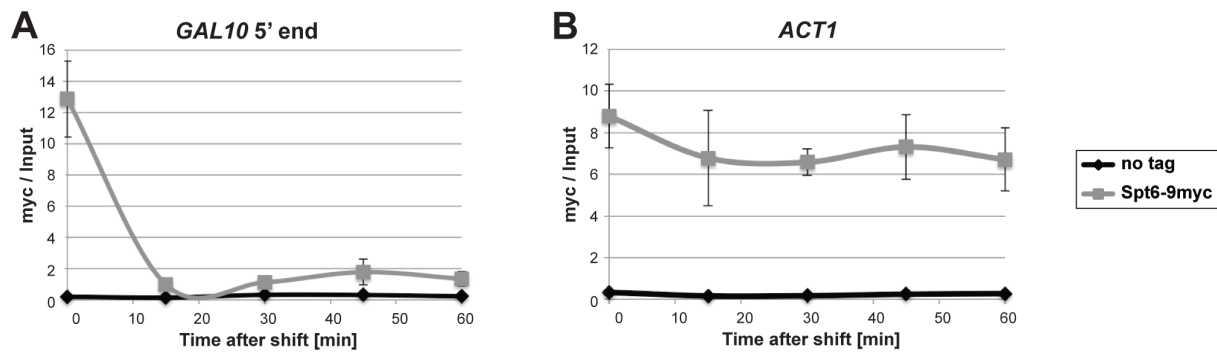 A
GAL10 5’ end
16
14
12
10
8
6
4
2
0
myc / Input
0 10 20 30 40 50 60
Time after shift [min]
B
ACT1
12
10
8
6
4
2
0
myc / Input
0 10 20 30 40 50 60
Time after shift [min]
no tag
Spt6-9myc